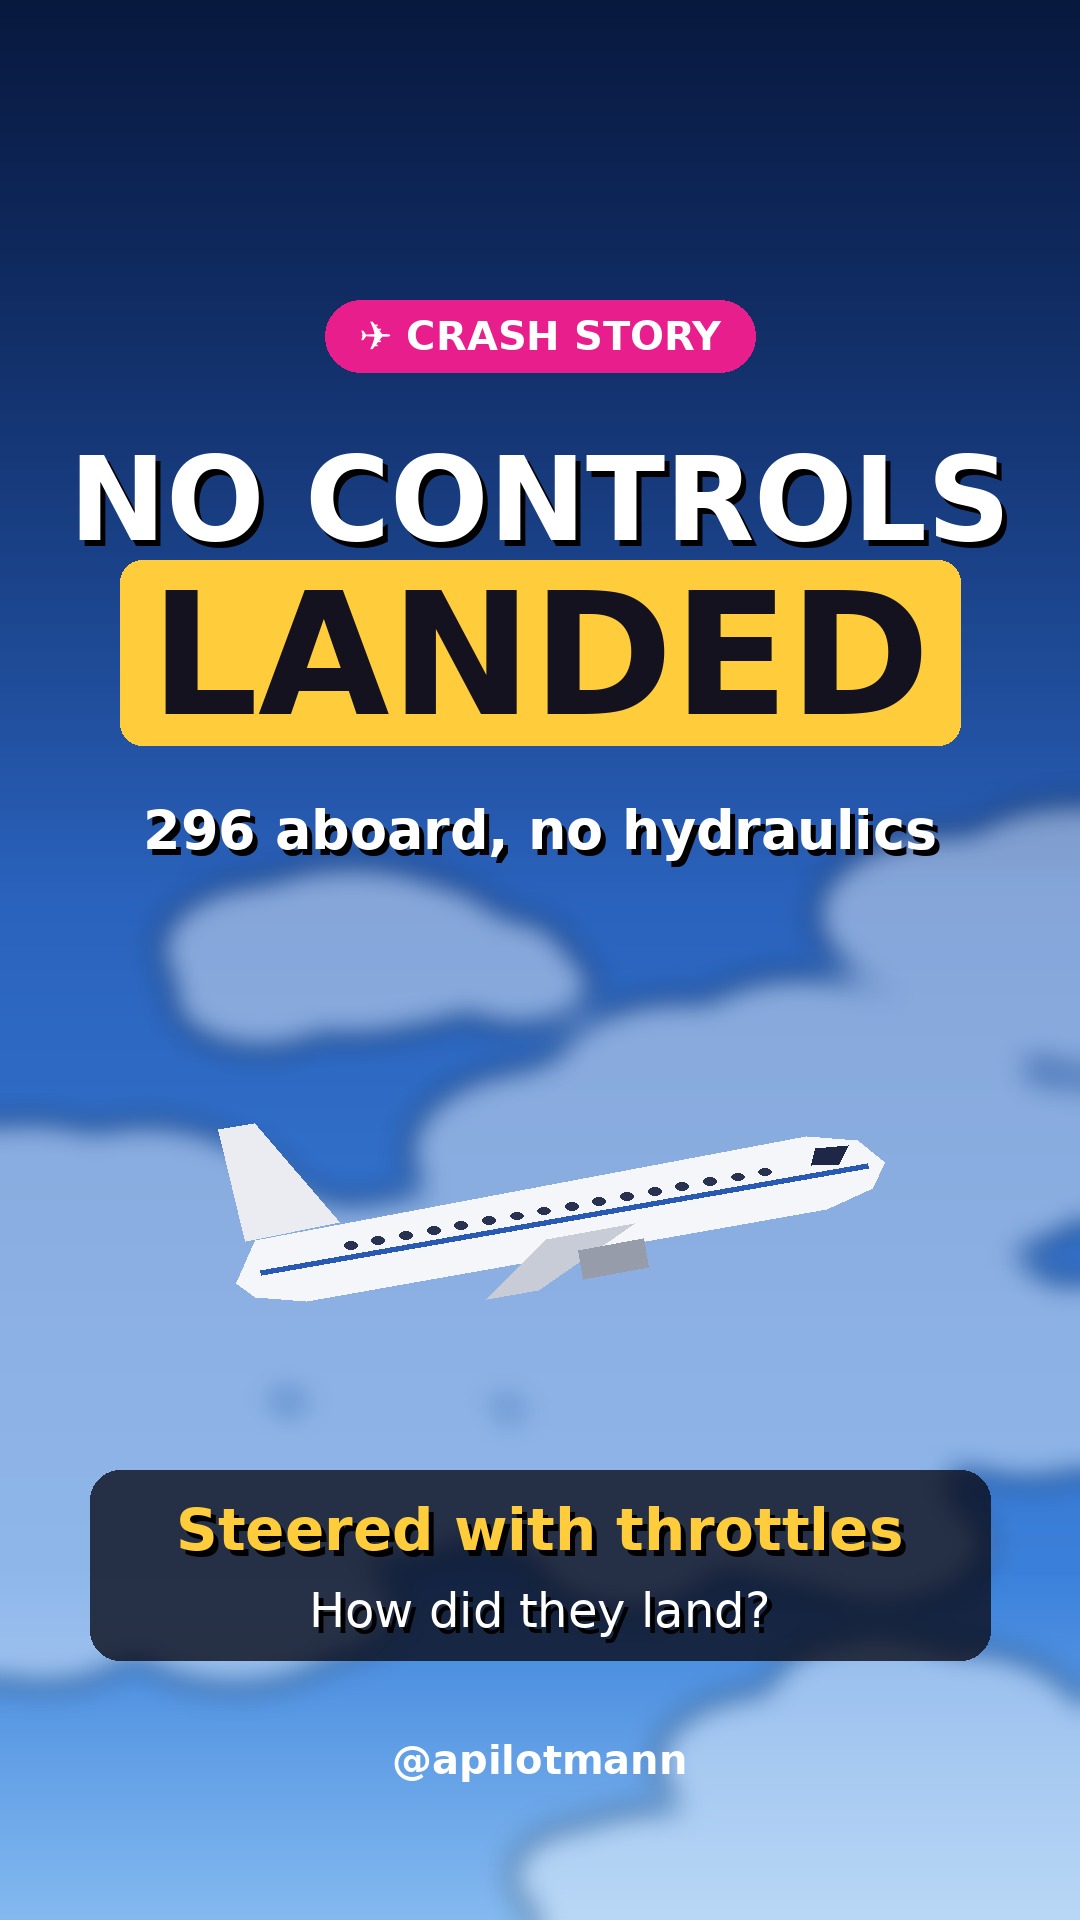 ✈ CRASH STORY
NO CONTROLS
LANDED
296 aboard, no hydraulics
Steered with throttles
How did they land?
@apilotmann